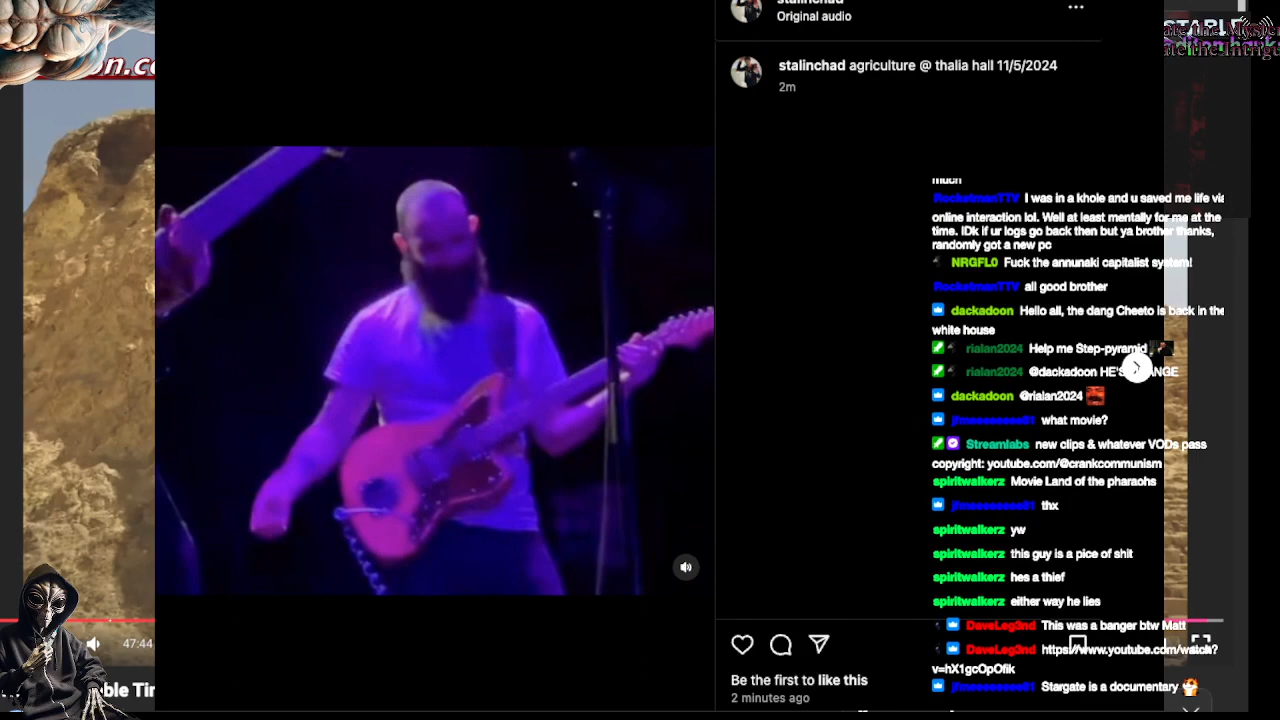 stalinchad
Original audio
stalinchad agriculture @ thalia hall 11/5/2024
2m
much
RocketmanTTV I was in a khole and u saved me life via
online interaction lol. Well at least mentally for me at the
time. IDk if ur logs go back then but ya brother thanks,
randomly got a new pc
NRGFL0 Fuck the annunaki capitalist system!
RocketmanTTV all good brother
dackadoon Hello all, the dang Cheeto is back in the
white house
rialan2024 Help me Step-pyramid
rialan2024 @dackadoon HE'S
dackadoon @rialan2024
what movie?
Streamlabs new clips & whatever VODs pass
copyright: youtube.com/@crankcommunism
spiritwalkerz Movie Land of the pharaohs
thx
spiritwalkerz yw
spiritwalkerz this guy is a pice of shit
spiritwalkerz hes a thief
spiritwalkerz either way he lies
DaveLeg3nd This was a banger btw Matt
DaveLeg3nd https://www.youtube.com/watch?
v=hX1gcOpOfik
Stargate is a documentary
47:44
Be the first to like this
2 minutes ago